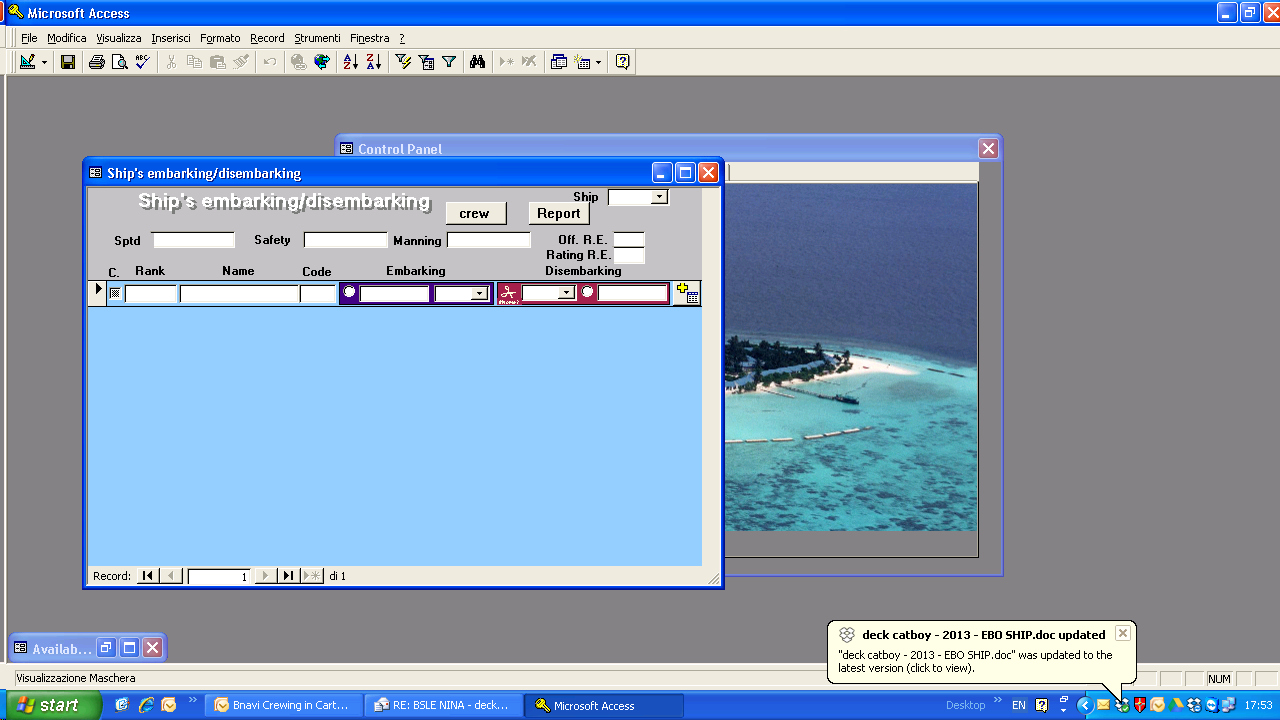 Microsoft Access
File Modifica Visualizza Inserisci Formato Record Strumenti Finestra ?
Control Panel
Ship's embarking/disembarking
Ship's embarking/disembarking
Ship
crew Report
Sptd Safety Manning Off. R.E.
Rating R.E.
C. Rank Name Code Embarking Disembarking
Record: 1 di 1
Availab...
deck catboy - 2013 - EBO SHIP.doc updated
"deck catboy - 2013 - EBO SHIP.doc" was updated to the
latest version (click to view).
Visualizzazione Maschera NUM
start Bnavi Crewing in Cart... RE: BSLE NINA - deck... Microsoft Access Desktop EN 17:53